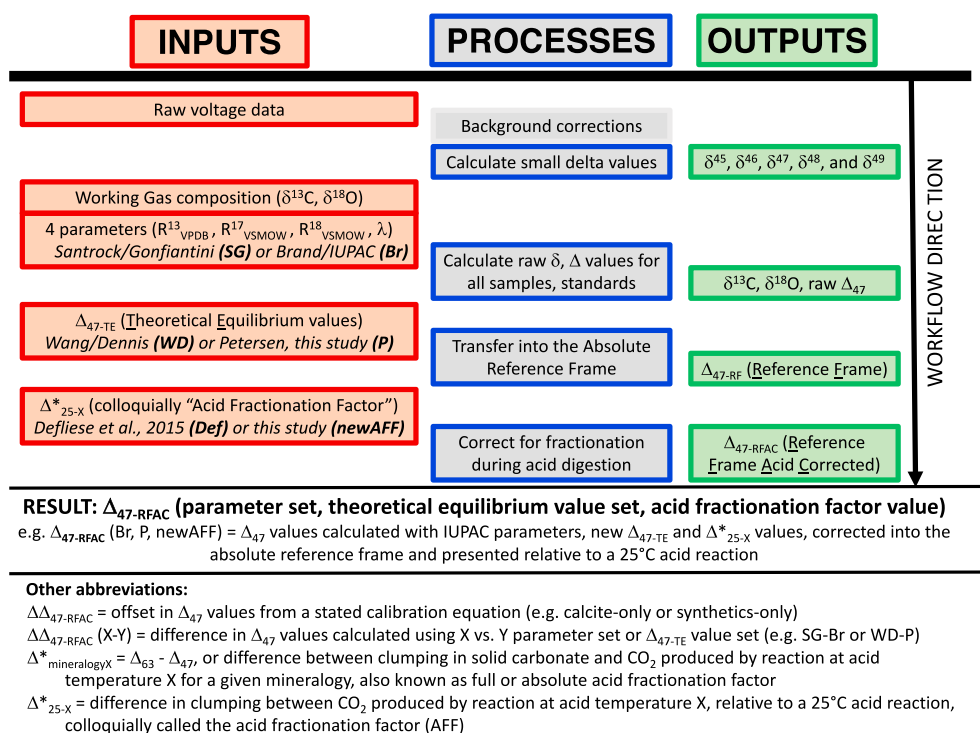 INPUTS
PROCESSES
OUTPUTS
Raw voltage data
Background corrections
Calculate small delta values
δ⁴⁵, δ⁴⁶, δ⁴⁷, δ⁴⁸, and δ⁴⁹
Working Gas composition (δ¹³C, δ¹⁸O)
4 parameters (R¹³VPDB, R¹⁷VSMOW, R¹⁸VSMOW, λ)
Santrock/Gonfiantini (SG) or Brand/IUPAC (Br)
Calculate raw δ, Δ values for
all samples, standards
δ¹³C, δ¹⁸O, raw Δ₄₇
Δ47-TE (Theoretical Equilibrium values)
Wang/Dennis (WD) or Petersen, this study (P)
Transfer into the Absolute
Reference Frame
Δ47-RF (Reference Frame)
Δ*25-X (colloquially “Acid Fractionation Factor”)
Defliese et al., 2015 (Def) or this study (newAFF)
Correct for fractionation
during acid digestion
Δ47-RFAC (Reference
Frame Acid Corrected)
WORKFLOW DIRECTION
RESULT: Δ47-RFAC (parameter set, theoretical equilibrium value set, acid fractionation factor value)
e.g. Δ47-RFAC (Br, P, newAFF) = Δ47 values calculated with IUPAC parameters, new Δ47-TE and Δ*25-X values, corrected into the
absolute reference frame and presented relative to a 25°C acid reaction
Other abbreviations:
ΔΔ47-RFAC = offset in Δ47 values from a stated calibration equation (e.g. calcite-only or synthetics-only)
ΔΔ47-RFAC (X-Y) = difference in Δ47 values calculated using X vs. Y parameter set or Δ47-TE value set (e.g. SG-Br or WD-P)
Δ*mineralogyX = Δ63 - Δ47, or difference between clumping in solid carbonate and CO₂ produced by reaction at acid
temperature X for a given mineralogy, also known as full or absolute acid fractionation factor
Δ*25-X = difference in clumping between CO₂ produced by reaction at acid temperature X, relative to a 25°C acid reaction,
colloquially called the acid fractionation factor (AFF)